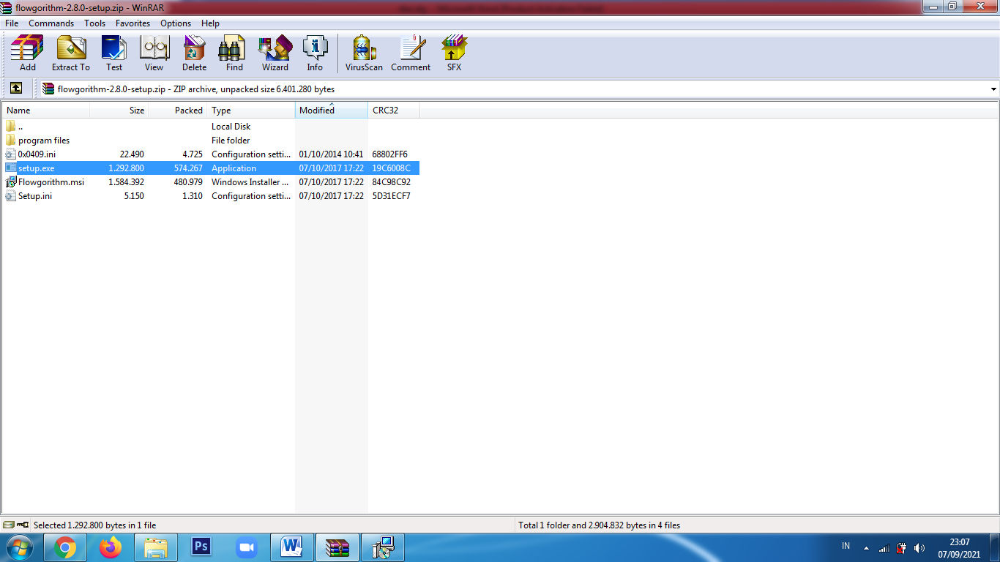 flowgorithm-2.8.0-setup.zip - WinRAR
File Commands Tools Favorites Options Help
Add Extract To Test View Delete Find Wizard Info VirusScan Comment SFX
flowgorithm-2.8.0-setup.zip - ZIP archive, unpacked size 6.401.280 bytes
Name Size Packed Type Modified CRC32
.. Local Disk
program files File folder
0x0409.ini 22.490 4.725 Configuration setti... 01/10/2014 10:41 68802FF6
setup.exe 1.292.800 574.267 Application 07/10/2017 17:22 19C6008C
Flowgorithm.msi 1.584.392 480.979 Windows Installer ... 07/10/2017 17:22 84C98C92
Setup.ini 5.150 1.310 Configuration setti... 07/10/2017 17:22 5D31ECF7
Selected 1.292.800 bytes in 1 file Total 1 folder and 2.904.832 bytes in 4 files
Ps W IN 23:07
07/09/2021